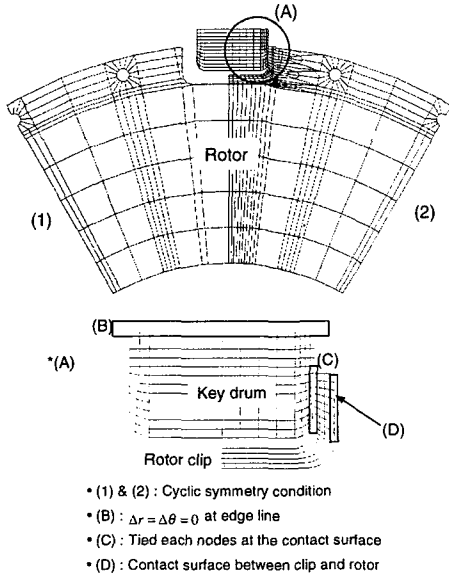 (A)
Rotor
(1)
(2)
(B)
*(A)
(C)
Key drum
(D)
Rotor clip
• (1) & (2) : Cyclic symmetry condition
• (B) : Δr = Δθ = 0 at edge line
• (C) : Tied each nodes at the contact surface
• (D) : Contact surface between clip and rotor